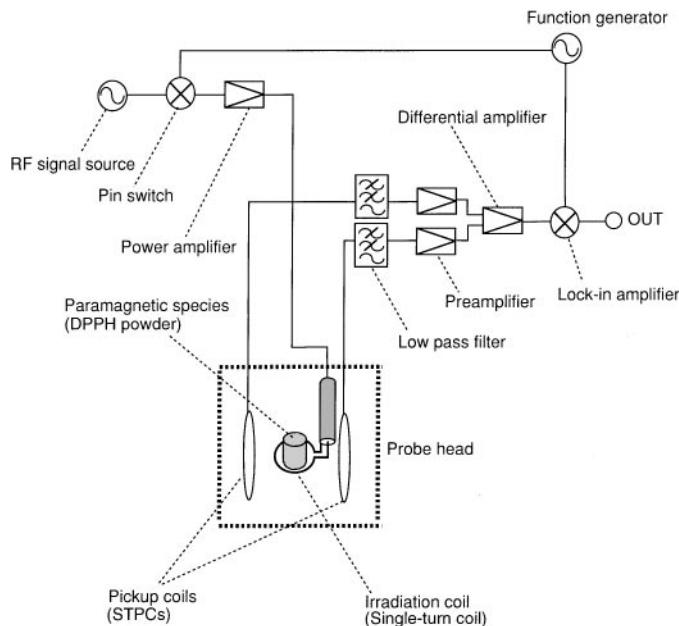 Function generator
Differential amplifier
RF signal source
Pin switch
OUT
Power amplifier
Lock-in amplifier
Preamplifier
Paramagnetic species
(DPPH powder)
Low pass filter
Probe head
Pickup coils
(STPCs)
Irradiation coil
(Single-turn coil)